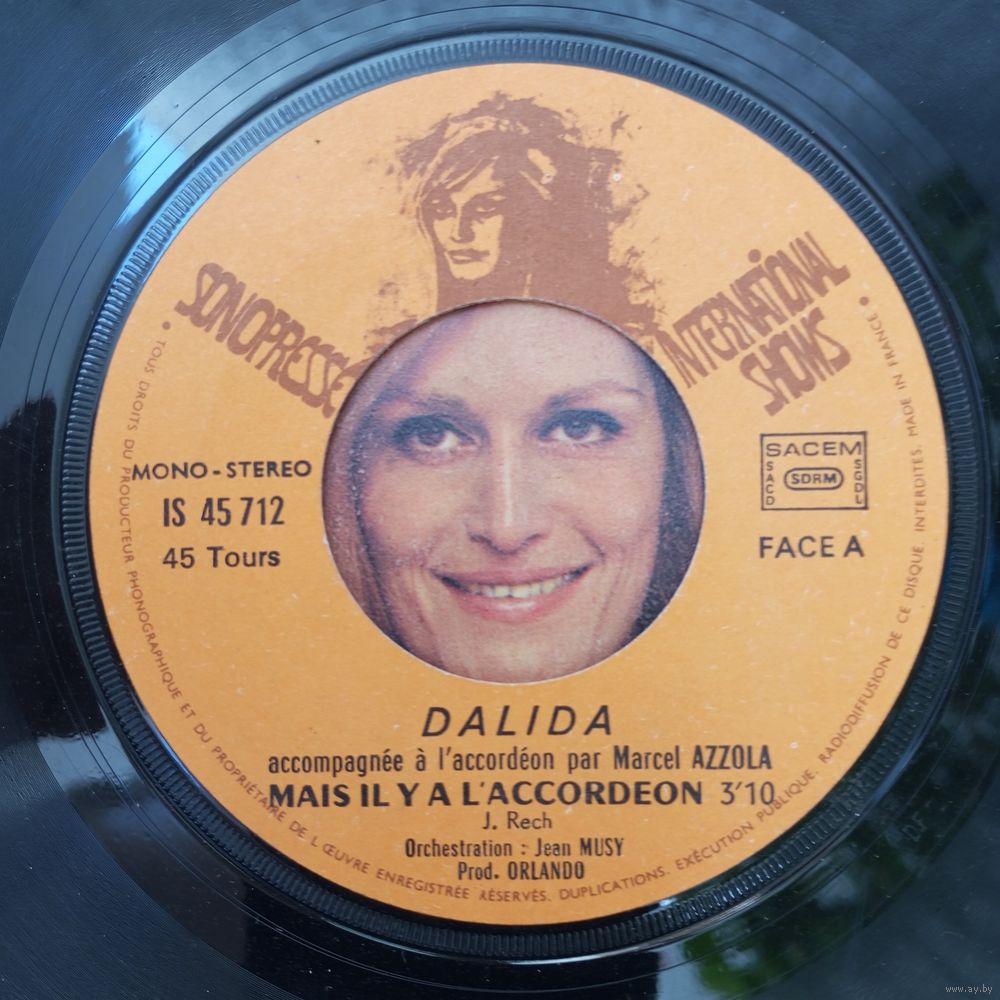 SONOPRESSE
INTERNATIONAL
SHOWS
MONO - STEREO
IS 45 712
45 Tours
SACEM
SACD
SDRM
SGDL
FACE A
DALIDA
accompagnée à l'accordéon par Marcel AZZOLA
MAIS IL Y A L'ACCORDEON 3'10
J. Rech
Orchestration : Jean MUSY
Prod. ORLANDO
• TOUS DROITS DU PRODUCTEUR PHONOGRAPHIQUE ET DU PROPRIÉTAIRE DE L'ŒUVRE ENREGISTRÉE RÉSERVÉS. DUPLICATIONS. EXÉCUTION PUBLIQUE. RADIODIFFUSION DE CE DISQUE. INTERDITES. MADE IN FRANCE •
www.ay.by